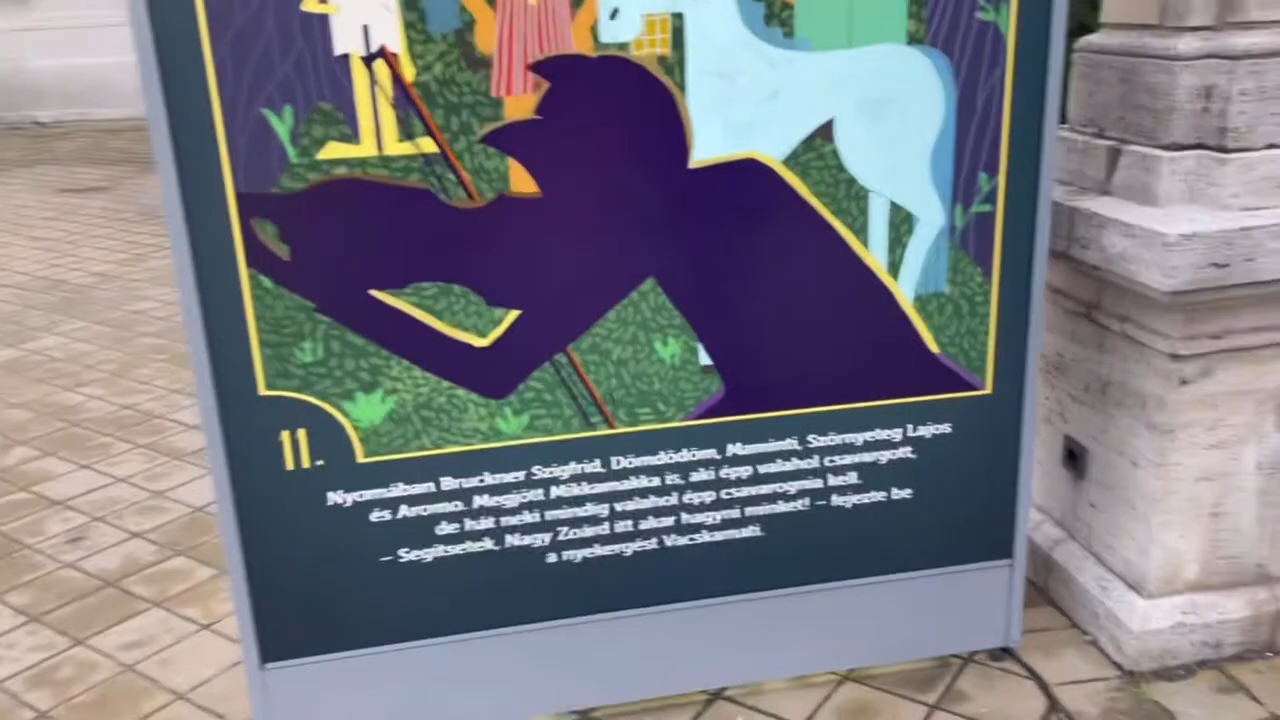 11.
Nyomában Bruckner Szigfrid, Dömdödöm, Maminti, Szörnyeteg Lajos
és Aromo. Megjött Mikkamakka is, aki épp valahol csavargott,
de hát neki mindig valahol épp csavarognia kell.
– Segítsetek, Nagy Zoárd itt akar hagyni minket! – fejezte be
a nyekergést Vacskamati.